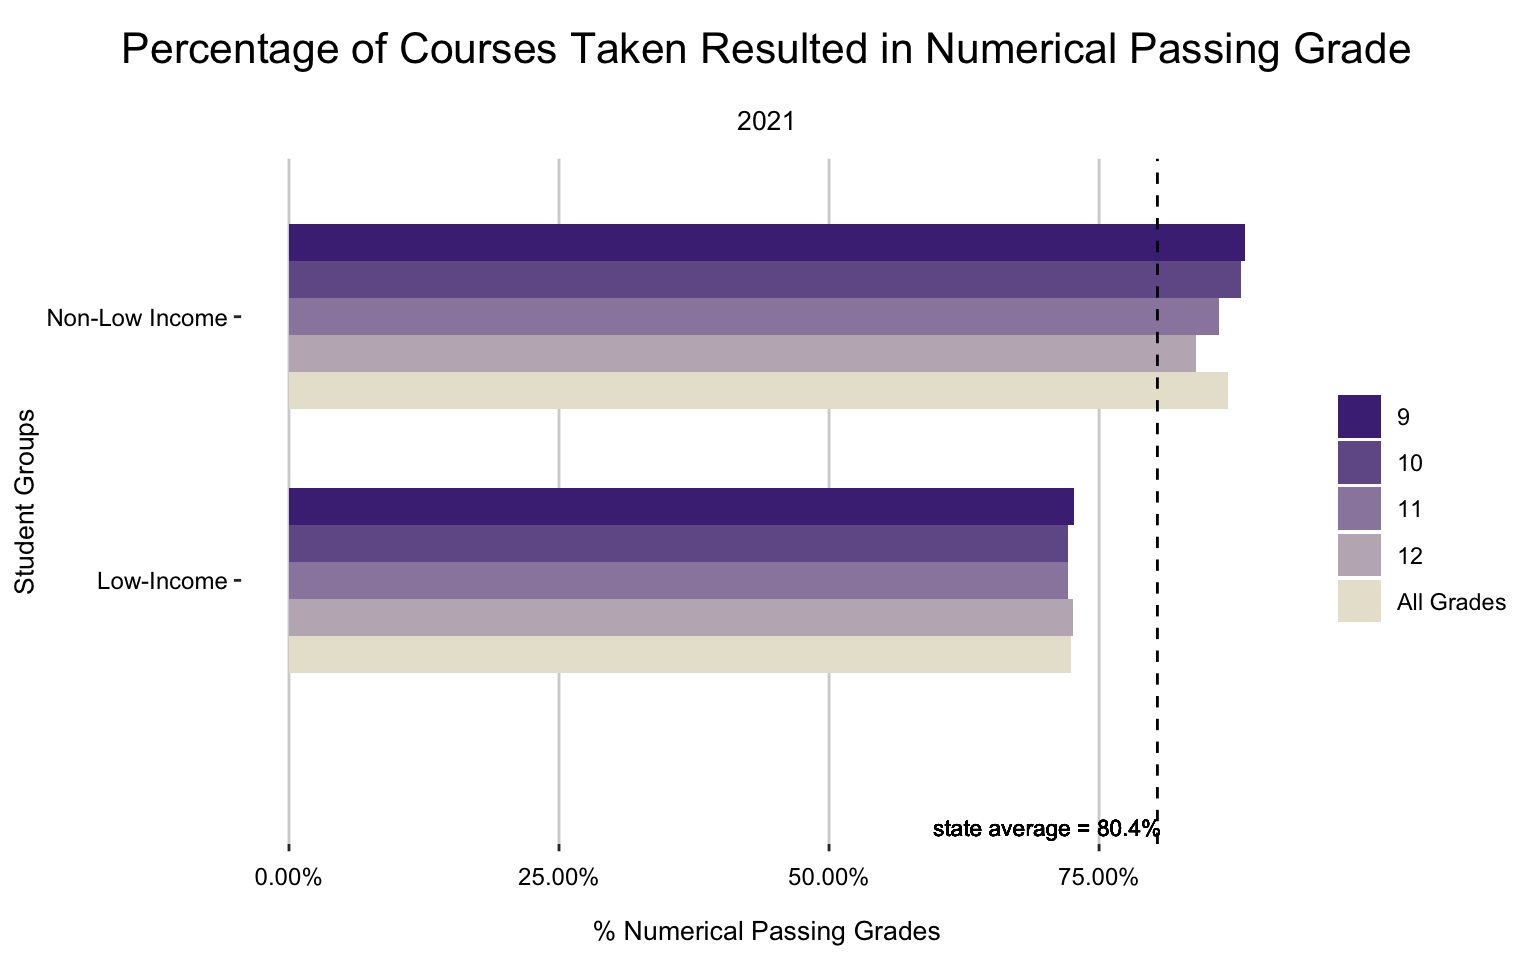 Percentage of Courses Taken Resulted in Numerical Passing Grade
2021
Non-Low Income
Low-Income
Student Groups
state average = 80.4%
0.00%
25.00%
50.00%
75.00%
% Numerical Passing Grades
9
10
11
12
All Grades